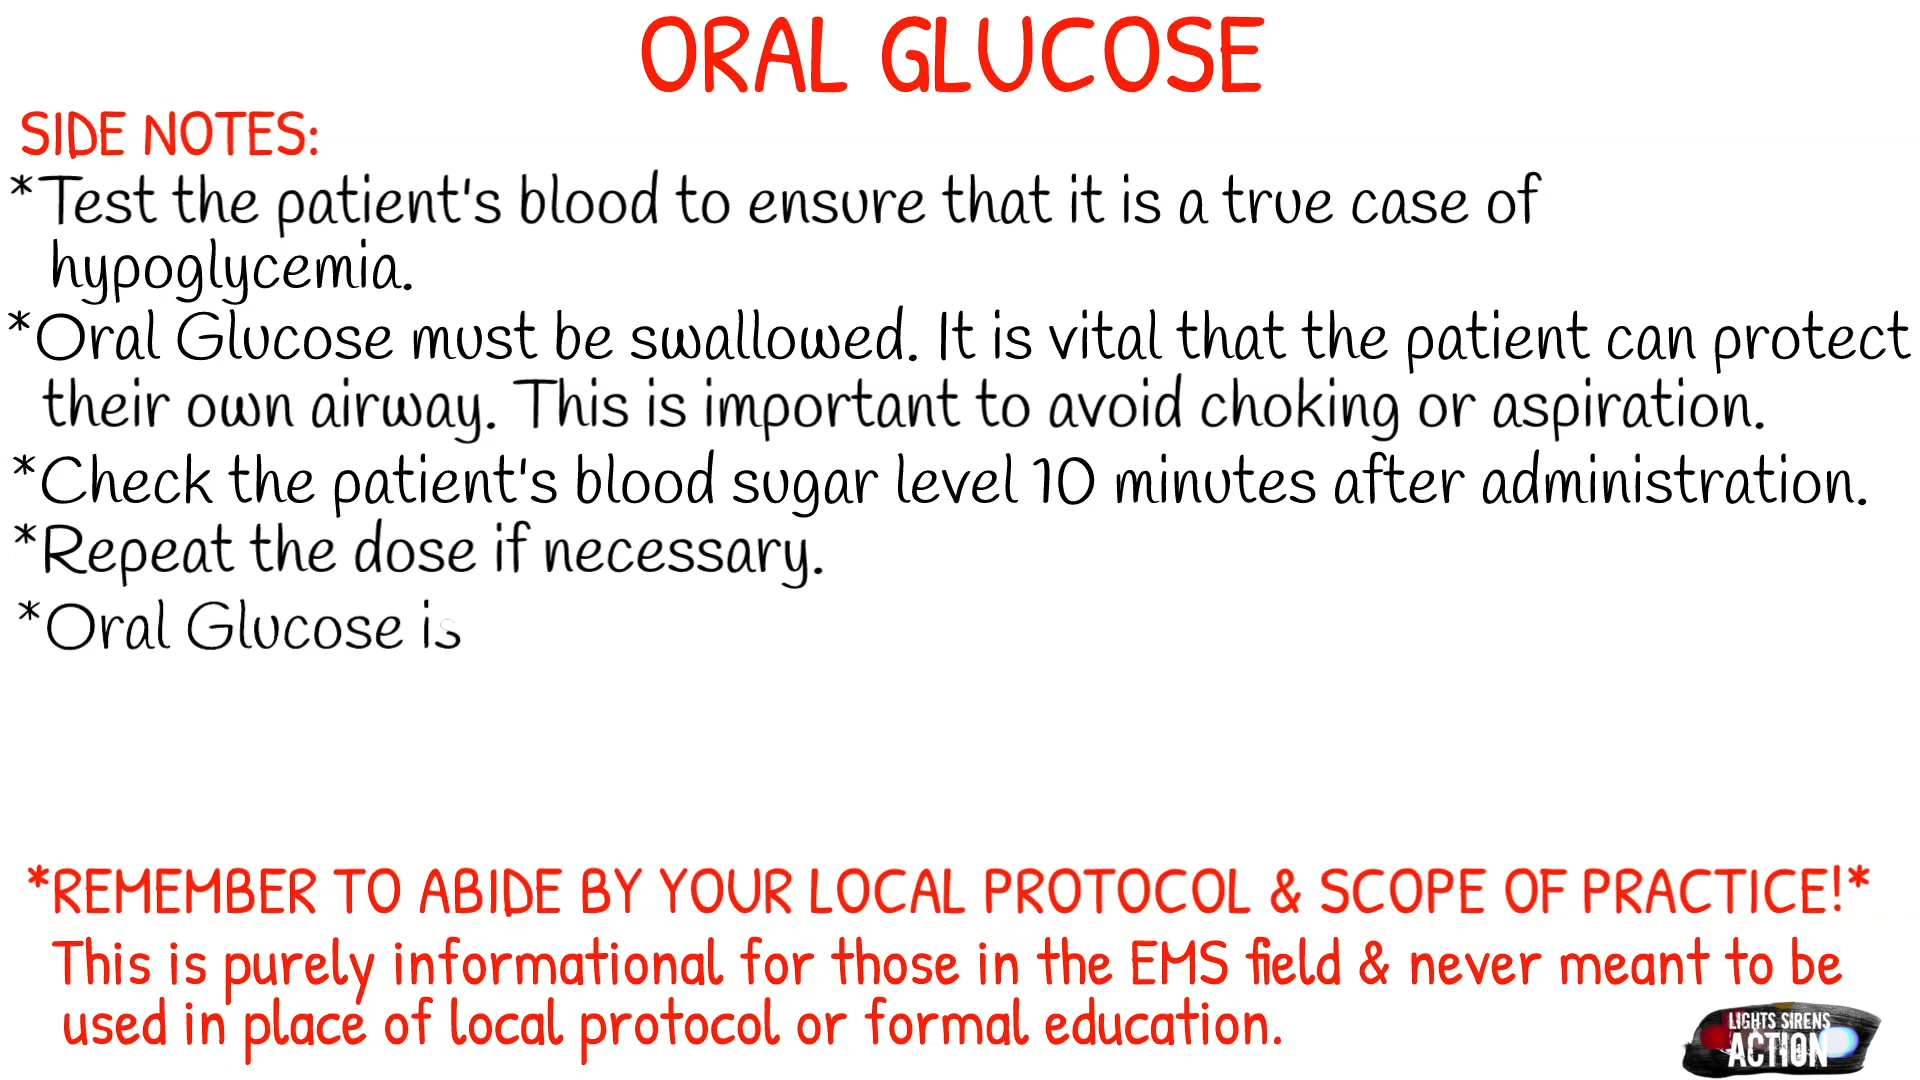 ORAL GLUCOSE
SIDE NOTES:
*Test the patient's blood to ensure that it is a true case of
hypoglycemia.
*Oral Glucose must be swallowed. It is vital that the patient can protect
their own airway. This is important to avoid choking or aspiration.
*Check the patient's blood sugar level 10 minutes after administration.
*Repeat the dose if necessary.
*Oral Glucose is
*REMEMBER TO ABIDE BY YOUR LOCAL PROTOCOL & SCOPE OF PRACTICE!*
This is purely informational for those in the EMS field & never meant to be
used in place of local protocol or formal education.
LIGHTS SIRENS
ACTION